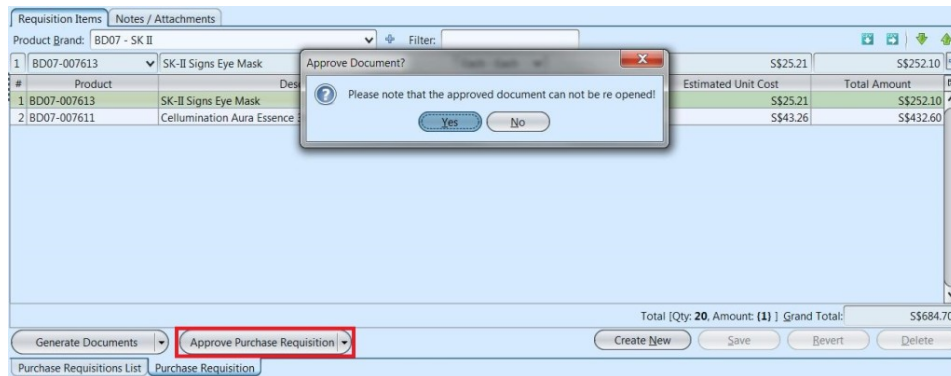 Requisition Items Notes / Attachments
Product Brand: BD07 - SK II Filter:
1 BD07-007613 SK-II Signs Eye Mask S$25.21 S$252.10
Approve Document?
# Product Estimated Unit Cost Total Amount
1 BD07-007613 SK-II Signs Eye Mask S$25.21 S$252.10
2 BD07-007611 Cellumination Aura Essence S$43.26 S$432.60
Please note that the approved document can not be re opened!
Yes No
Total [Qty: 20, Amount: (1) ] Grand Total: S$684.70
Generate Documents Approve Purchase Requisition Create New Save Revert Delete
Purchase Requisitions List Purchase Requisition